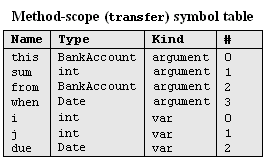 Method-scope (transfer) symbol table
Name Type Kind #
this BankAccount argument 0
sum int argument 1
from BankAccount argument 2
when Date argument 3
i int var 0
j int var 1
due Date var 2